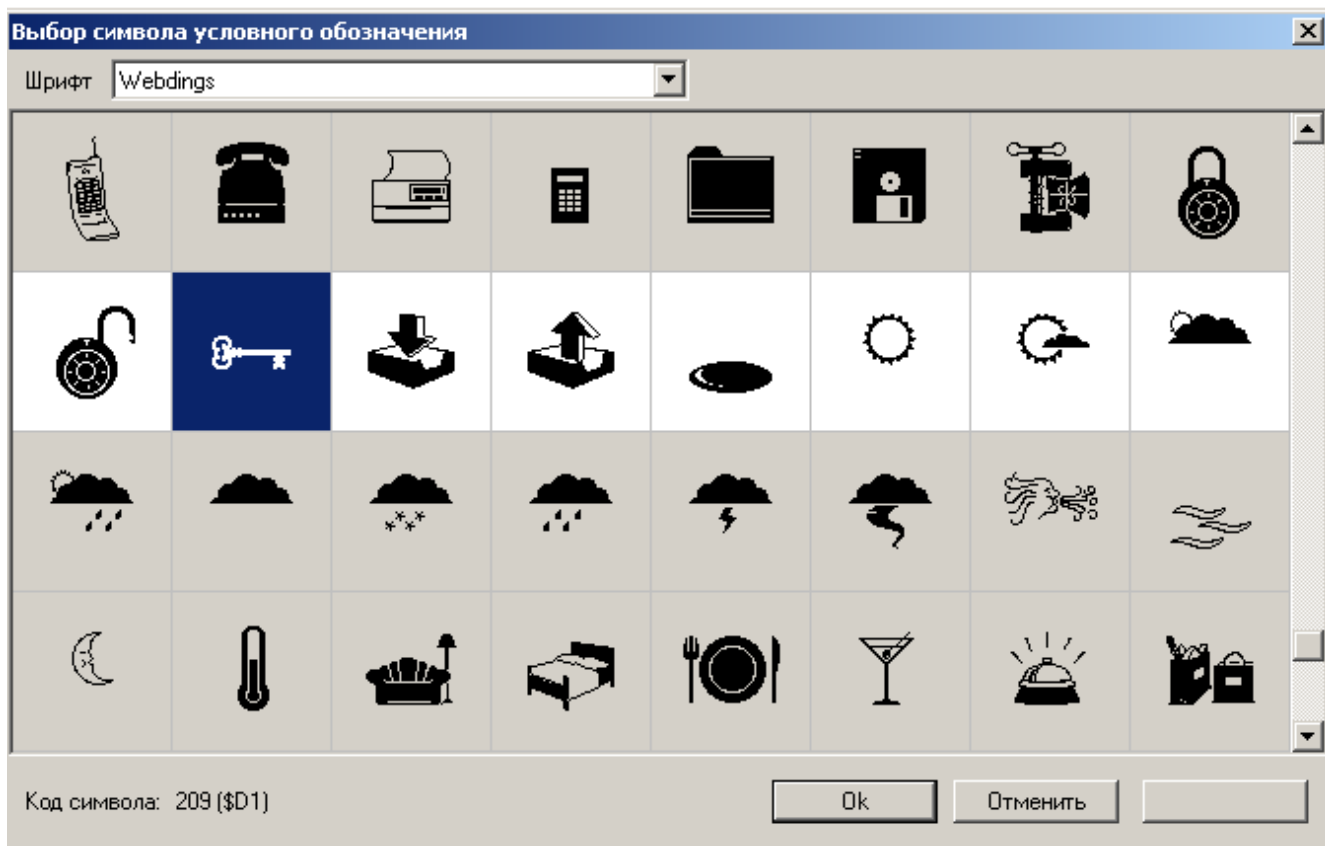 Выбор символа условного обозначения
Шрифт Webdings
Код символа: 209 ($D1)
Ok
Отменить